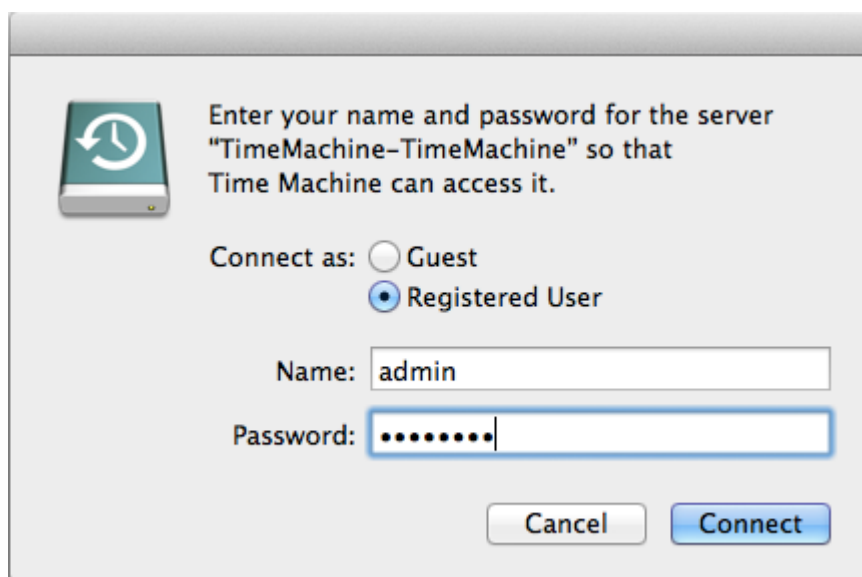 Enter your name and password for the server
“TimeMachine-TimeMachine” so that
Time Machine can access it.
Connect as: Guest
Registered User
Name: admin
Password: ••••••••
Cancel Connect